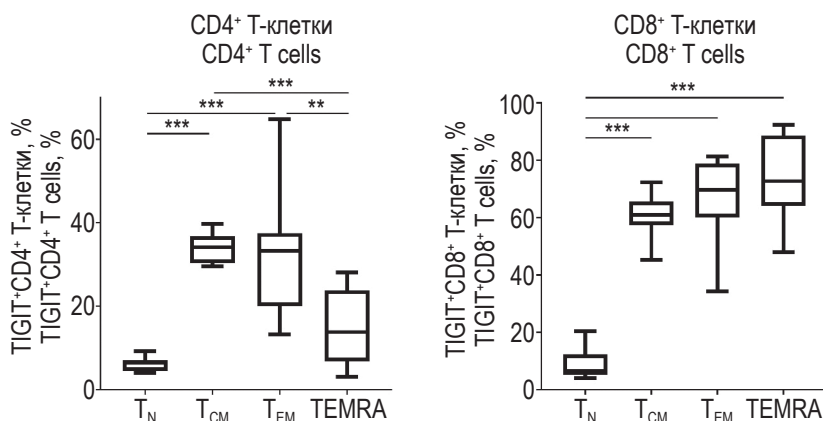 CD4⁺ Т-клетки
CD4⁺ T cells
***
***
**
***
TIGIT⁺CD4⁺ Т-клетки, %
TIGIT⁺CD4⁺ T cells, %
60
40
20
0
T_N
T_CM
T_EM
TEMRA
CD8⁺ Т-клетки
CD8⁺ T cells
***
***
***
TIGIT⁺CD8⁺ Т-клетки, %
TIGIT⁺CD8⁺ T cells, %
100
80
60
40
20
0
T_N
T_CM
T_EM
TEMRA